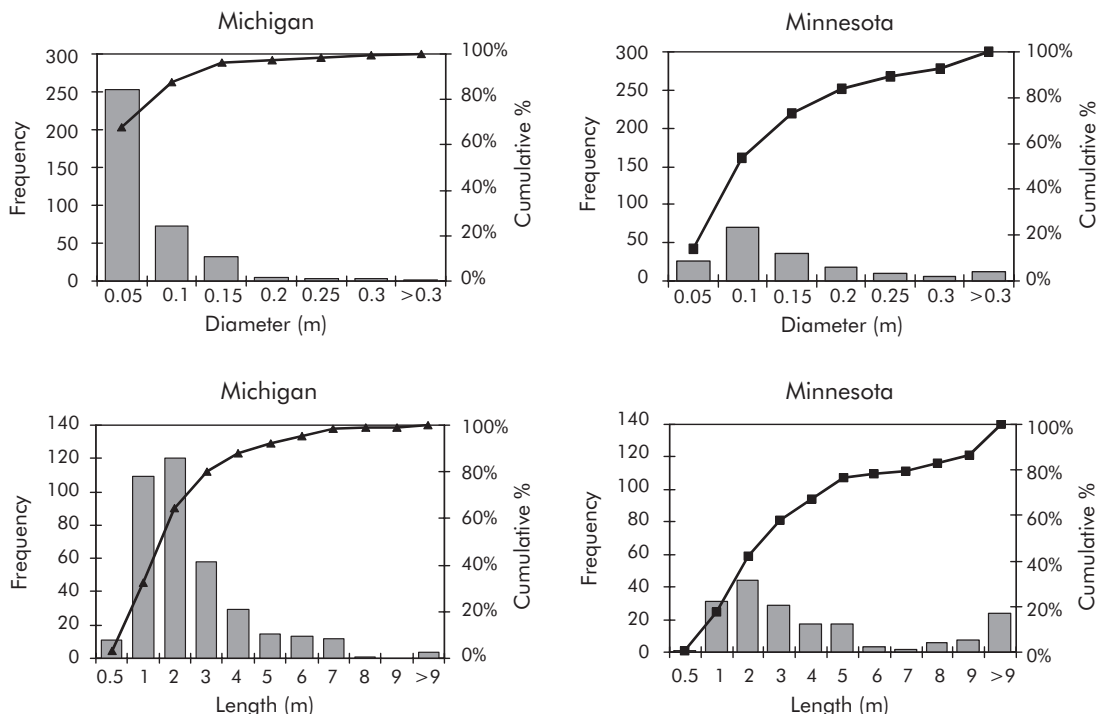 Michigan
300
250
200
150
100
50
0
Frequency
100%
80%
60%
40%
20%
0%
Cumulative %
0.05 0.1 0.15 0.2 0.25 0.3 >0.3
Diameter (m)
Minnesota
300
250
200
150
100
50
0
Frequency
100%
80%
60%
40%
20%
0%
Cumulative %
0.05 0.1 0.15 0.2 0.25 0.3 >0.3
Diameter (m)
Michigan
140
120
100
80
60
40
20
0
Frequency
100%
80%
60%
40%
20%
0%
Cumulative %
0.5 1 2 3 4 5 6 7 8 9 >9
Length (m)
Minnesota
140
120
100
80
60
40
20
0
Frequency
100%
80%
60%
40%
20%
0%
Cumulative %
0.5 1 2 3 4 5 6 7 8 9 >9
Length (m)